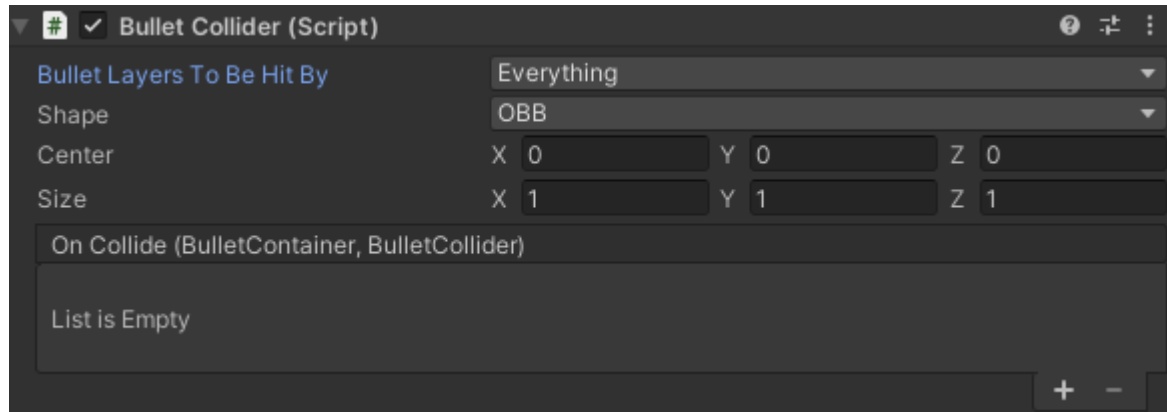 # Bullet Collider (Script)
Bullet Layers To Be Hit By Everything
Shape OBB
Center X 0 Y 0 Z 0
Size X 1 Y 1 Z 1
On Collide (BulletContainer, BulletCollider)
List is Empty
+ −